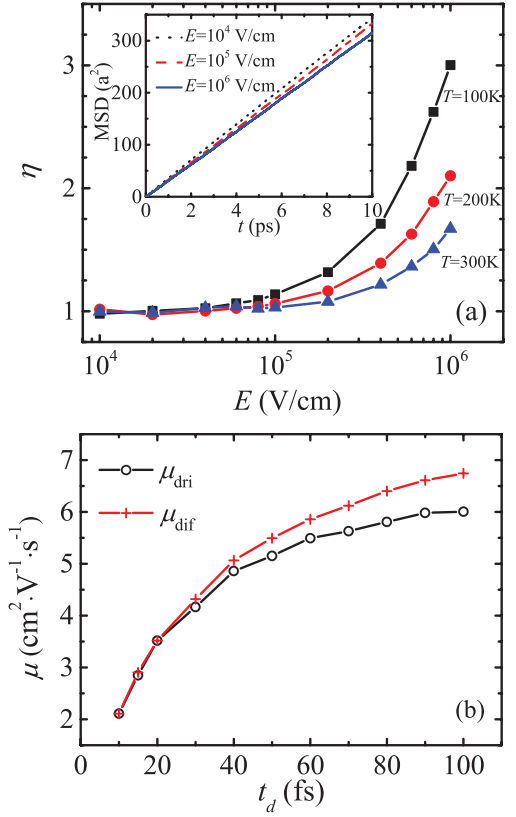 (a)
3
2
1
η
10⁴
10⁵
10⁶
E (V/cm)
T=100K
T=200K
T=300K
300
200
100
0
MSD (a²)
0
2
4
6
8
10
t (ps)
E=10⁴ V/cm
E=10⁵ V/cm
E=10⁶ V/cm
(b)
7
6
5
4
3
2
μ (cm²·V⁻¹·s⁻¹)
μdri
μdif
0
20
40
60
80
100
t_d (fs)